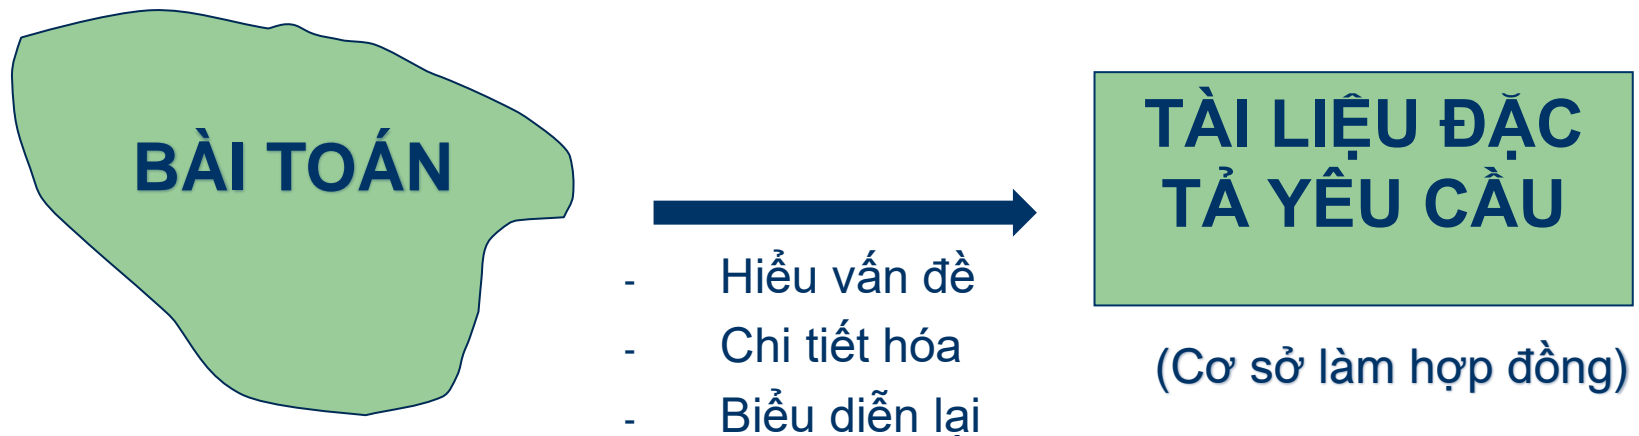 BÀI TOÁN
TÀI LIỆU ĐẶC
TẢ YÊU CẦU
- Hiểu vấn đề
- Chi tiết hóa
- Biểu diễn lại
(Cơ sở làm hợp đồng)